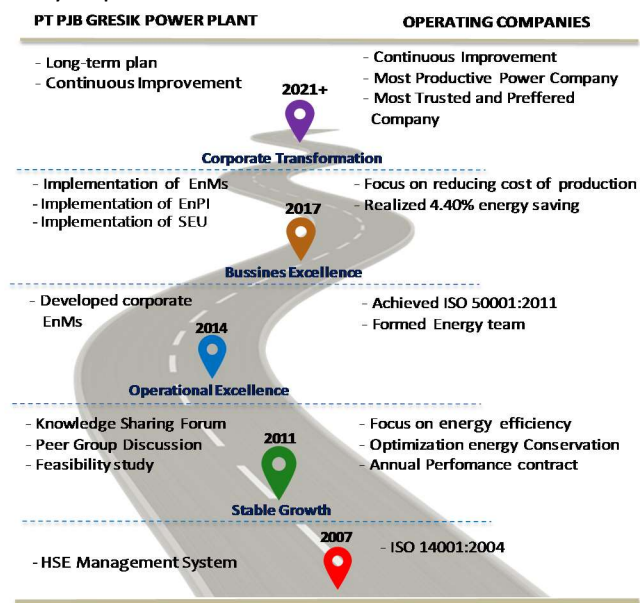 PT PJB GRESIK POWER PLANT
OPERATING COMPANIES
- Long-term plan
- Continuous Improvement
- Continuous Improvement
- Most Productive Power Company
- Most Trusted and Preffered
Company
2021+
Corporate Transformation
- Implementation of EnMs
- Implementation of EnPI
- Implementation of SEU
- Focus on reducing cost of production
- Realized 4.40% energy saving
2017
Bussines Excellence
- Developed corporate
EnMs
- Achieved ISO 50001:2011
- Formed Energy team
2014
Operational Excellence
- Knowledge Sharing Forum
- Peer Group Discussion
- Feasibility study
- Focus on energy efficiency
- Optimization energy Conservation
- Annual Perfomance contract
2011
Stable Growth
2007
- HSE Management System
- ISO 14001:2004